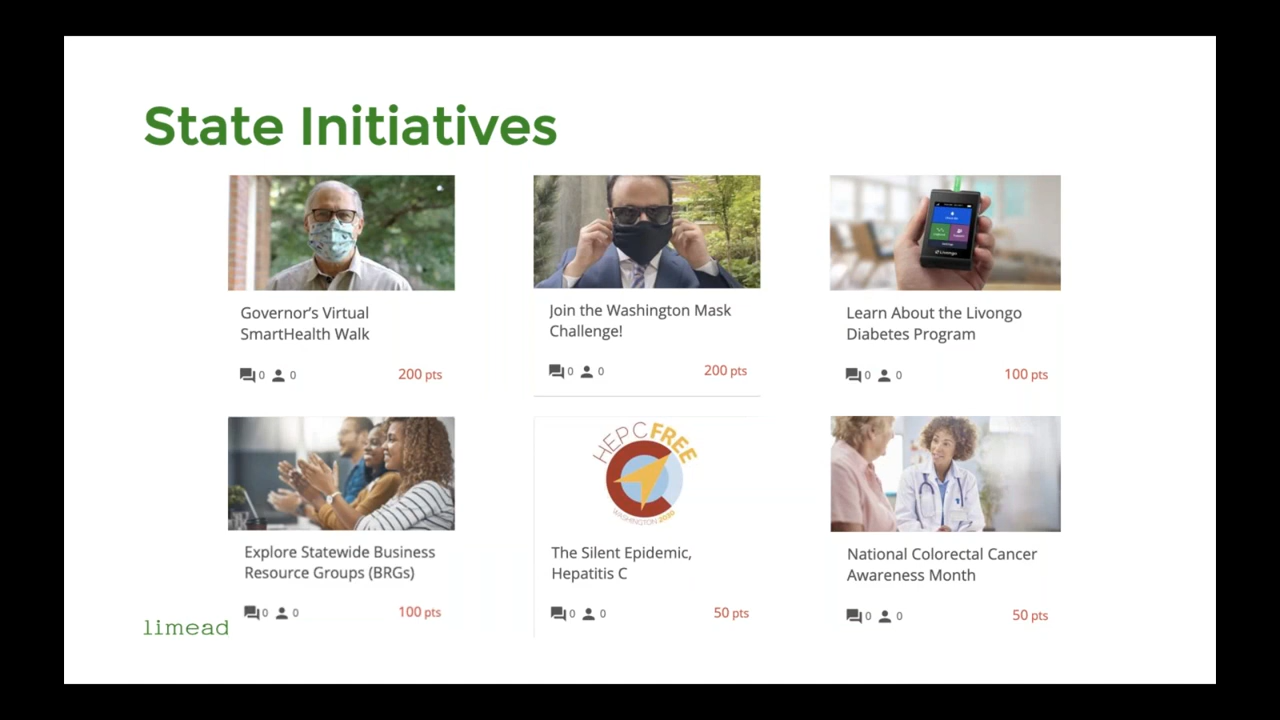 State Initiatives
Livongo
Governor's Virtual
SmartHealth Walk
0 0 200 pts
Join the Washington Mask
Challenge!
0 0 200 pts
Learn About the Livongo
Diabetes Program
0 0 100 pts
HEP C FREE
WASHINGTON 2030
Explore Statewide Business
Resource Groups (BRGs)
0 0 100 pts
The Silent Epidemic,
Hepatitis C
0 0 50 pts
National Colorectal Cancer
Awareness Month
0 0 50 pts
limead